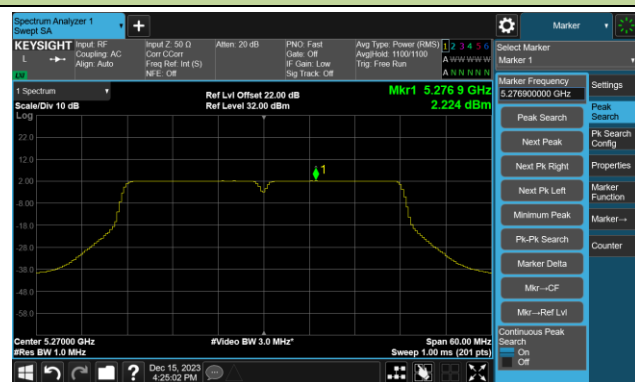 Spectrum Analyzer 1
Swept SA
Marker
KEYSIGHT
L
LW
Input: RF
Coupling: AC
Align: Auto
Input Z: 50 Ω
Corr CCorr
Freq Ref: Int (S)
NFE: Off
Atten: 20 dB
PNO: Fast
Gate: Off
IF Gain: Low
Sig Track: Off
Avg Type: Power (RMS)
Avg|Hold: 1100/1100
Trig: Free Run
1 2 3 4 5 6
A W W W W W
A N N N N N
Select Marker
Marker 1
1 Spectrum
Scale/Div 10 dB
Log
Ref Lvl Offset 22.00 dB
Ref Level 32.00 dBm
Mkr1 5.276 9 GHz
2.224 dBm
22.0
12.0
2.00
-8.00
-18.0
-28.0
-38.0
-48.0
-58.0
1
Center 5.27000 GHz
#Res BW 1.0 MHz
#Video BW 3.0 MHz*
Span 60.00 MHz
Sweep 1.00 ms (201 pts)
Marker Frequency
5.276900000 GHz
Peak Search
Next Peak
Next Pk Right
Next Pk Left
Minimum Peak
Pk-Pk Search
Marker Delta
Mkr→CF
Mkr→Ref Lvl
Continuous Peak
Search
On
Off
Settings
Peak
Search
Pk Search
Config
Properties
Marker
Function
Marker→
Counter
?
Dec 15, 2023
4:25:02 PM